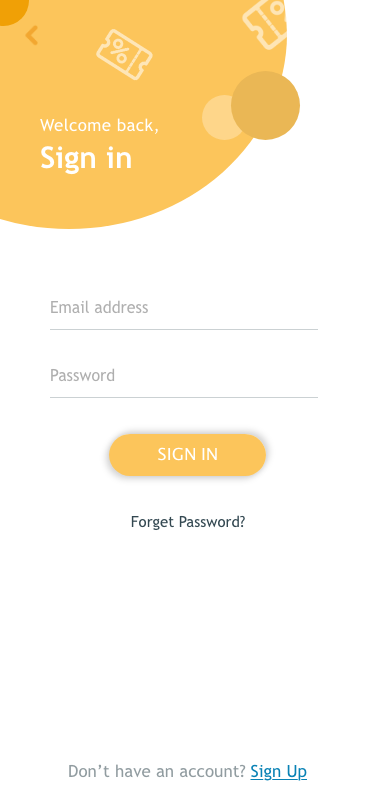 Welcome back,
Sign in
Email address
Password
SIGN IN
Forget Password?
Don’t have an account? Sign Up